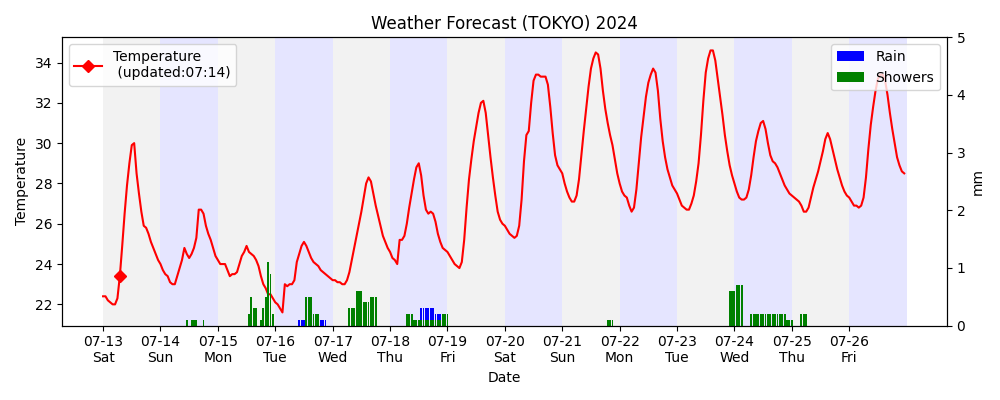 Weather Forecast (TOKYO) 2024
Temperature
(updated:07:14)
Rain
Showers
34
32
30
28
26
24
22
Temperature
5
4
3
2
1
0
mm
07-13 07-14 07-15 07-16 07-17 07-18 07-19 07-20 07-21 07-22 07-23 07-24 07-25 07-26
Sat Sun Mon Tue Wed Thu Fri Sat Sun Mon Tue Wed Thu Fri
Date